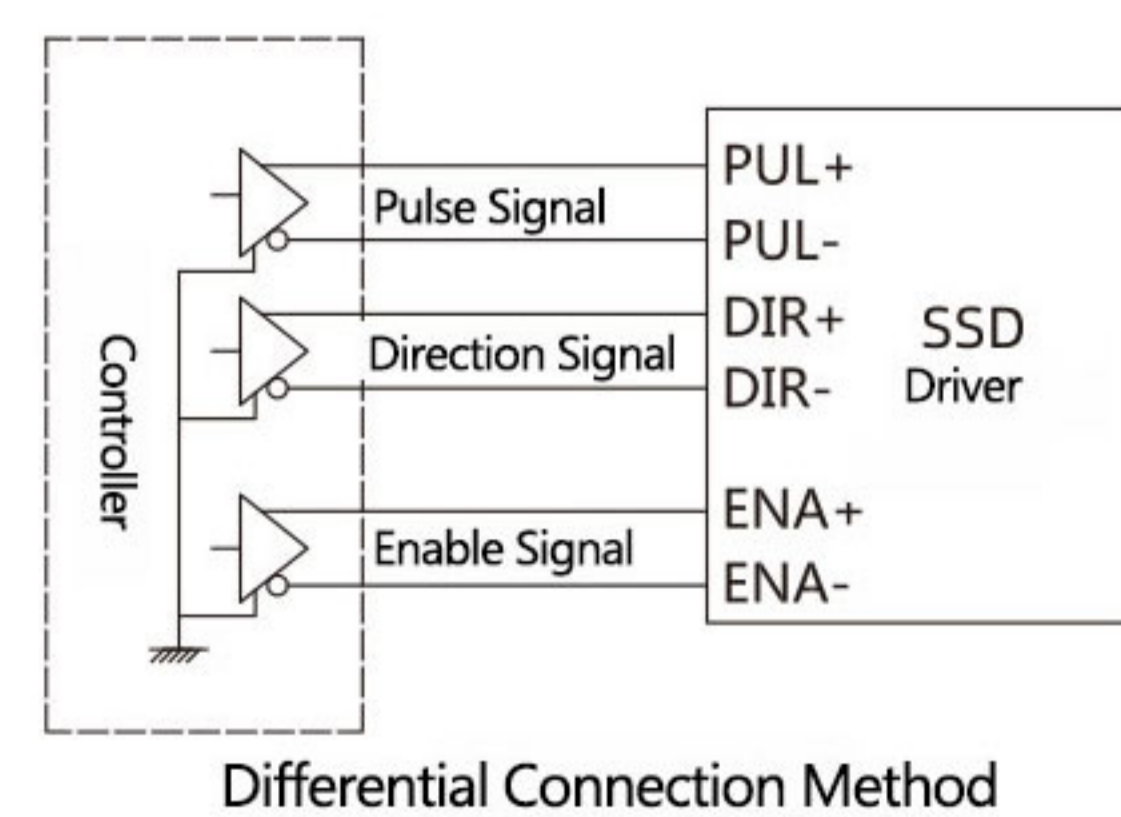 Controller
Pulse Signal
Direction Signal
Enable Signal
PUL+
PUL-
DIR+
DIR-
ENA+
ENA-
SSD
Driver
Differential Connection Method